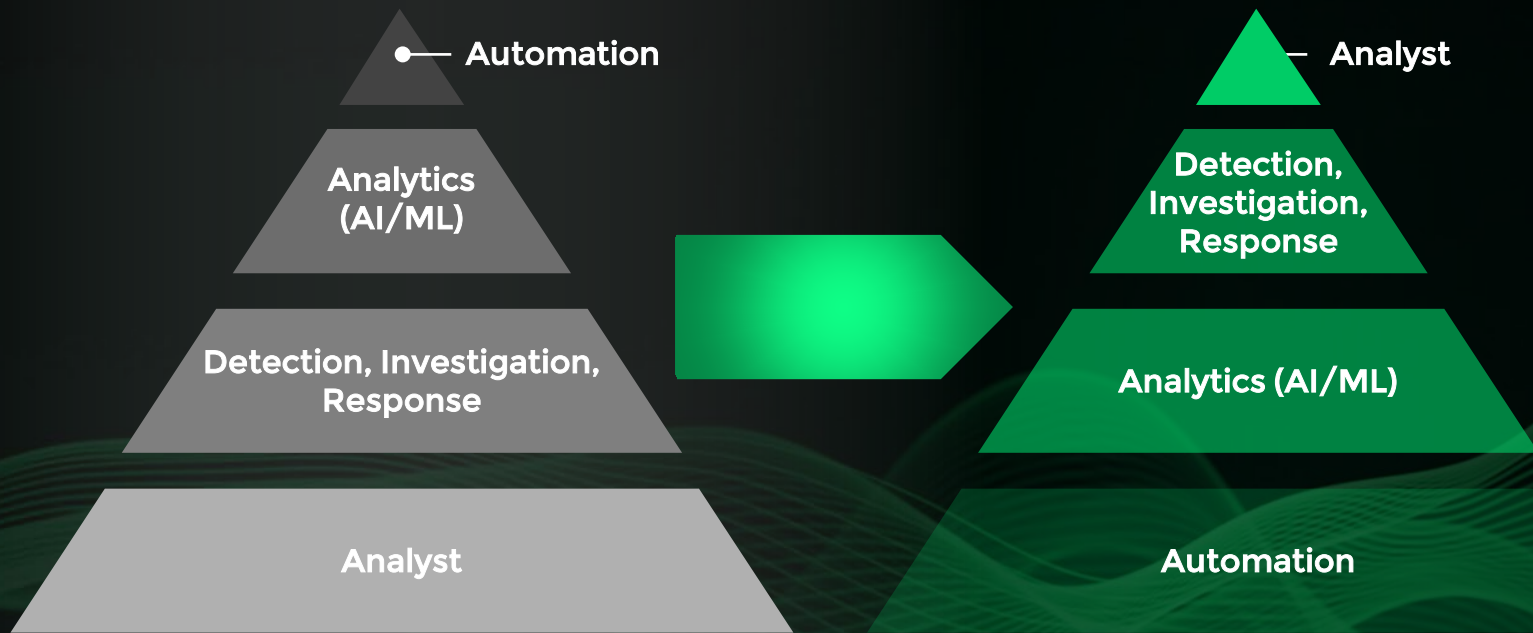 Automation
Analytics
(AI/ML)
Detection, Investigation,
Response
Analyst
Analyst
Detection,
Investigation,
Response
Analytics (AI/ML)
Automation